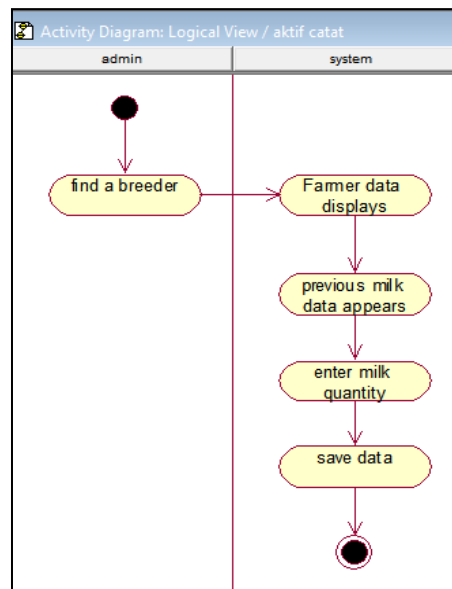 Activity Diagram: Logical View / aktif catat
admin
system
find a breeder
Farmer data
displays
previous milk
data appears
enter milk
quantity
save data